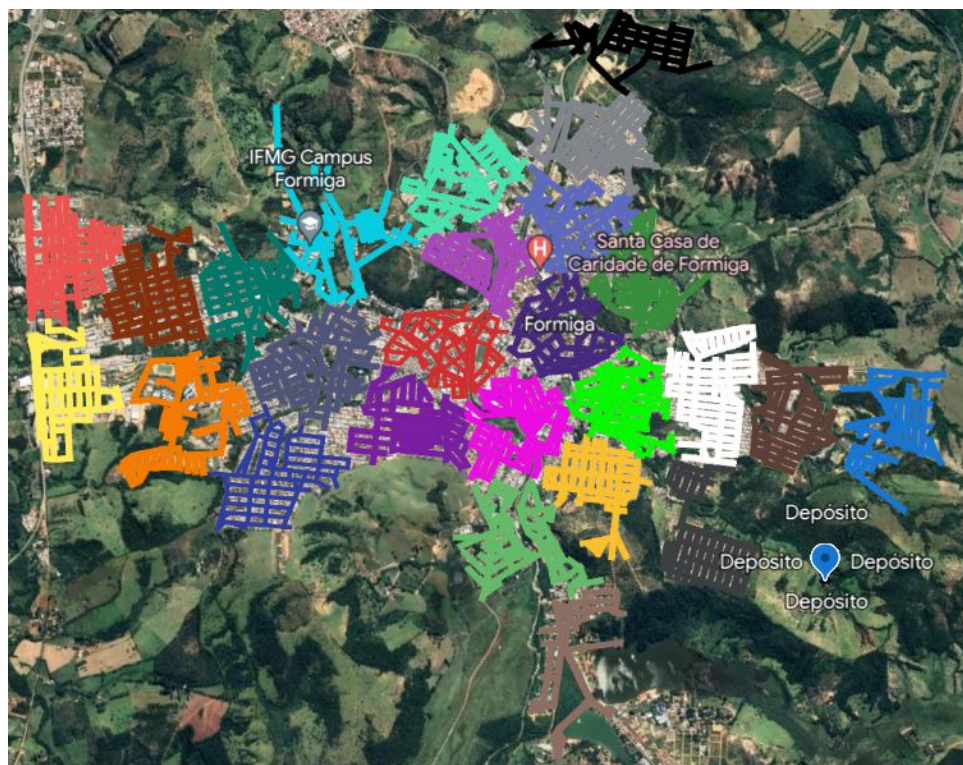 IFMG Campus
Formiga
Santa Casa de
Caridade de Formiga
H
Formiga
Depósito
Depósito
Depósito
Depósito